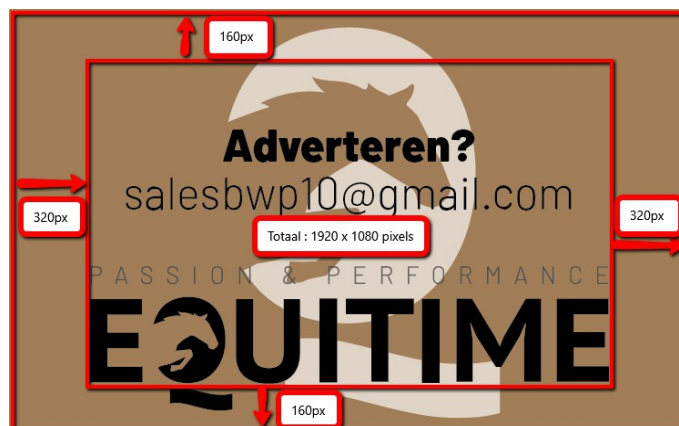 160px
Adverteren?
salesbwp10@gmail.com
320px
320px
Totaal : 1920 x 1080 pixels
PASSION & PERFORMANCE
EQUITIME
160px